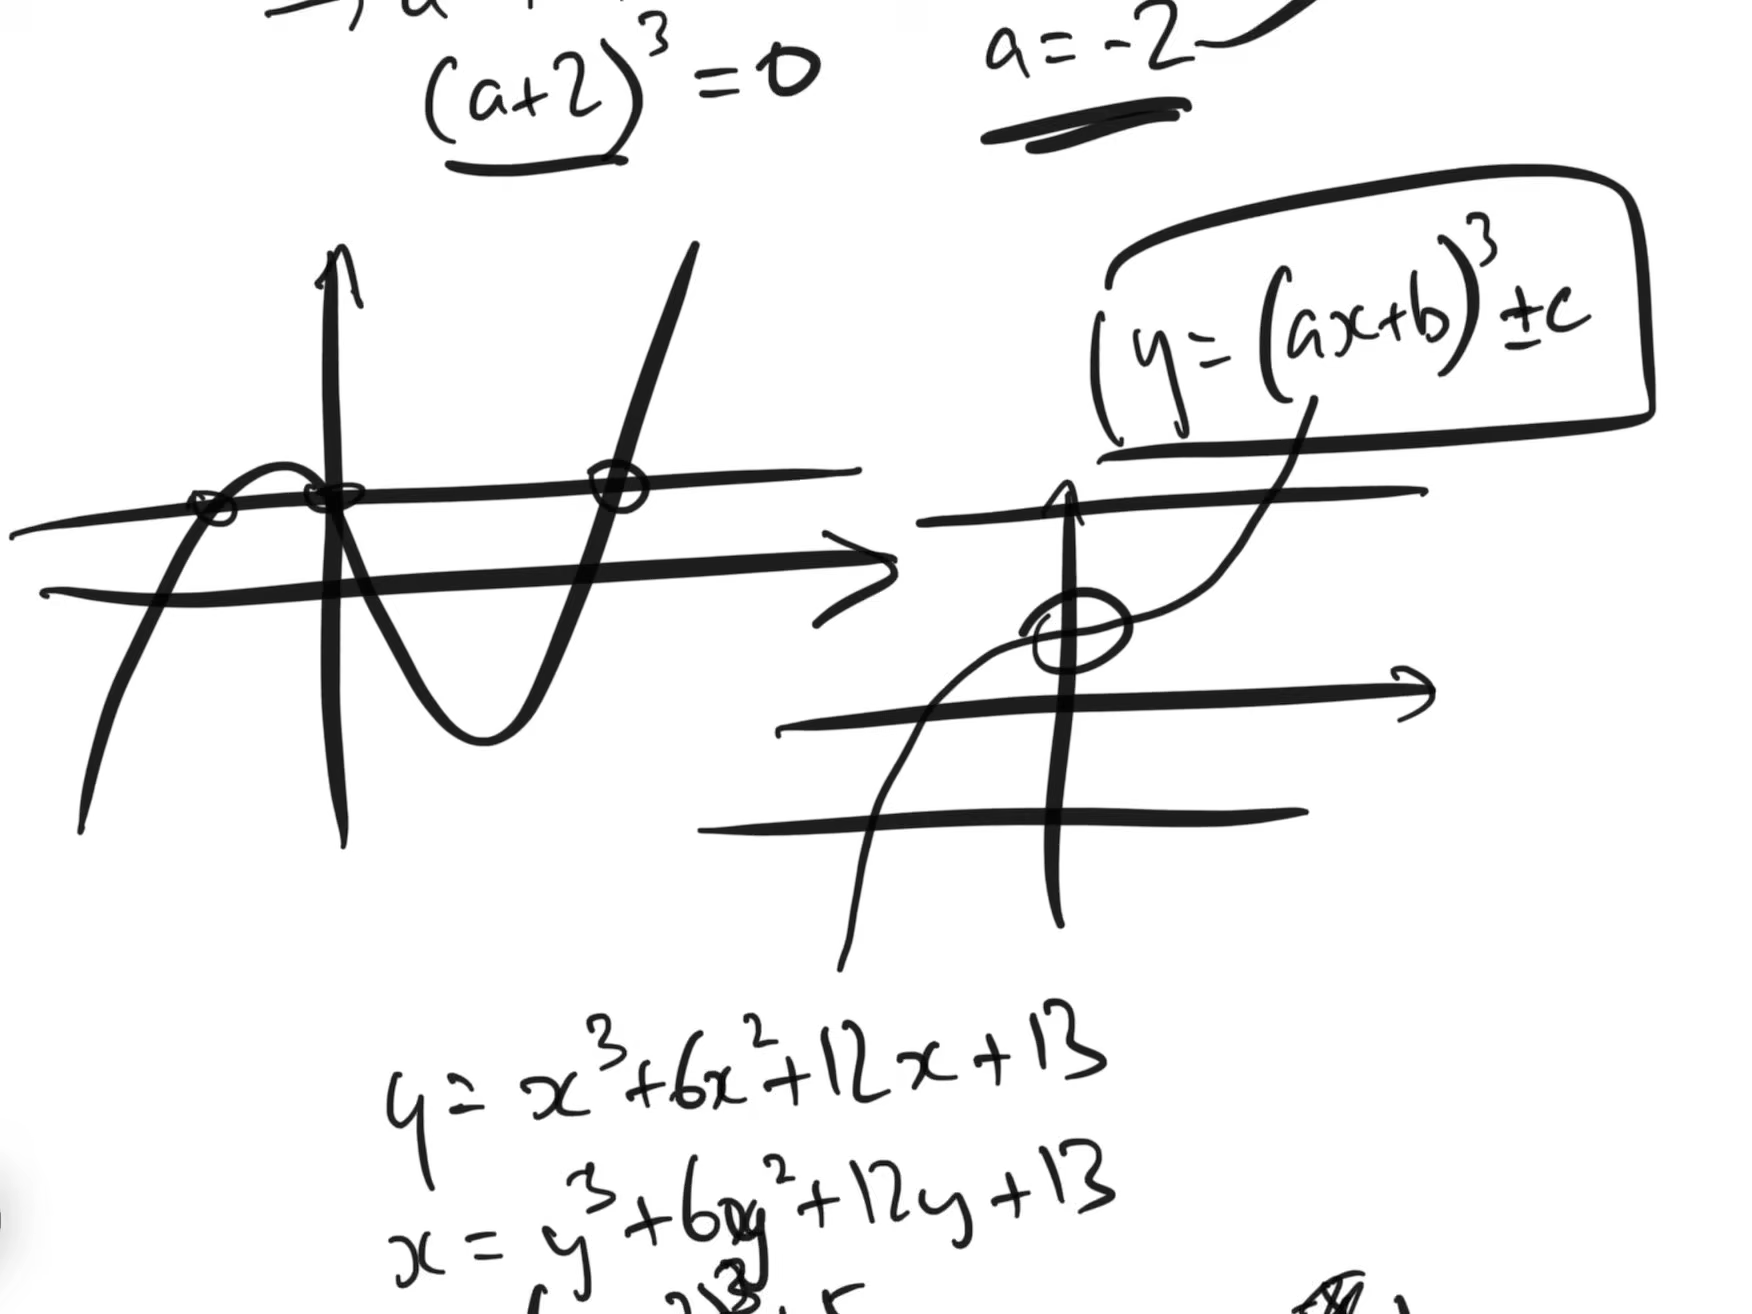 (a+2)³ = 0
a = -2
y = (ax+b)³ ± c
y = x³+6x²+12x+13
x = y³+6y²+12y+13